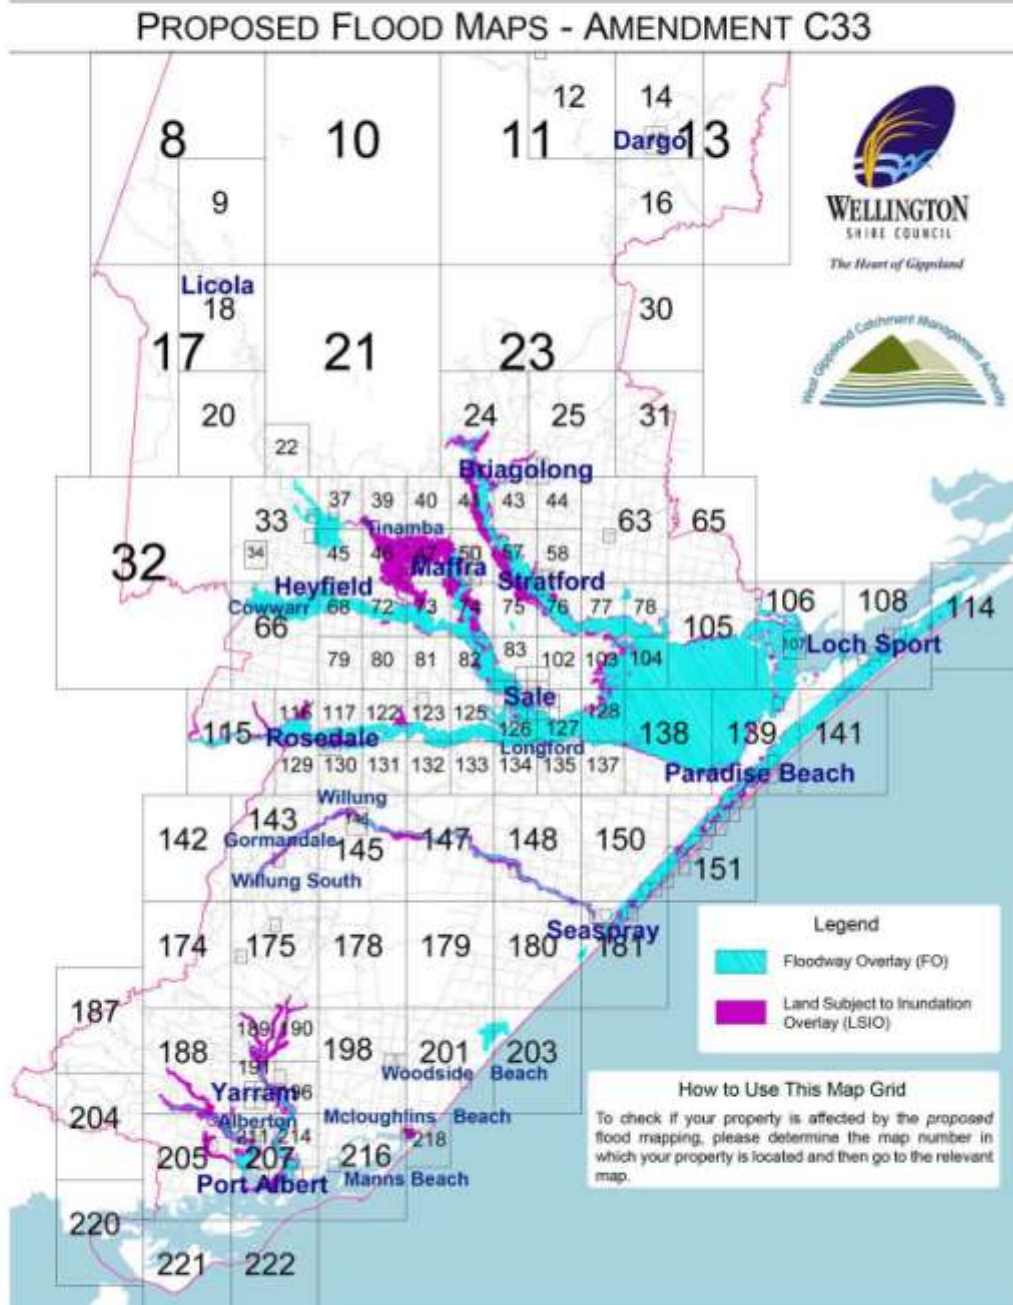 PROPOSED FLOOD MAPS - AMENDMENT C33
12
14
8
10
11
Dargo
13
9
16
WELLINGTON
SHIRE COUNCIL
The Heart of Gippsland
Licola
18
30
17
21
23
West Gippsland Catchment Management Authority
20
24
25
31
22
Briagolong
37 39 40 41 43 44
33
63
65
Tinamba
32
34
45 46 47 50 57 58
Maffra
Heyfield
Stratford
Cowwarr
68 72 73 74 75 76 77 78
106
108
114
66
105
107
Loch Sport
79 80 81 82 83 102 103 104
Sale
115
116 117 122 123 125 126 127 128
138
139
141
Rosedale
Longford
129 130 131 132 133 134 135 137
Paradise Beach
Willung
142
143
145
147
148
150
Gormandale
151
Willung South
174
175
178
179
180
181
Seaspray
Legend
Floodway Overlay (FO)
Land Subject to Inundation
Overlay (LSIO)
187
188
189
190
198
201
203
191
Woodside Beach
Yarram
196
204
Alberton
Mcloughlins Beach
211 214
218
205
207
216
Port Albert
Manns Beach
220
221
222
How to Use This Map Grid
To check if your property is affected by the proposed
flood mapping, please determine the map number in
which your property is located and then go to the relevant
map.